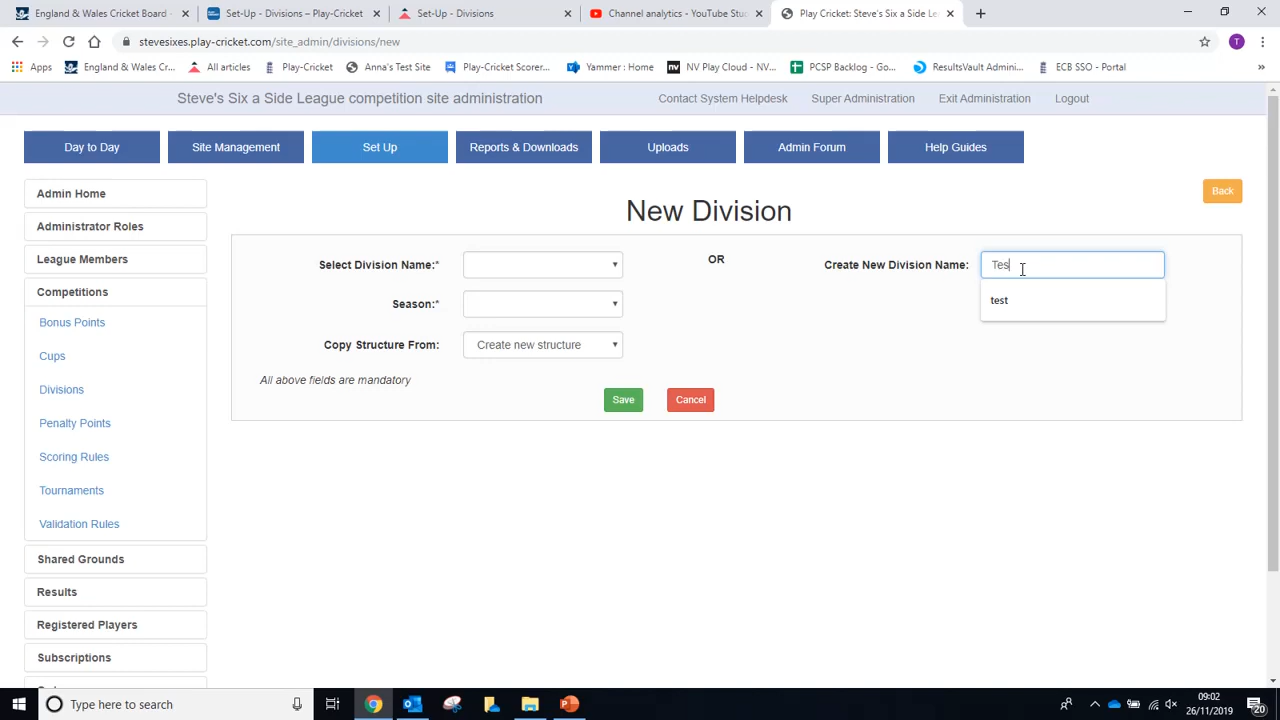 England & Wales Cricket Board -
Set-Up - Divisions – Play-Cricket
Set-Up - Divisions
Channel analytics - YouTube Stu
Play Cricket: Steve's Six a Side Le
stevesixes.play-cricket.com/site_admin/divisions/new
T
Apps
England & Wales Cr...
All articles
Play-Cricket
Anna's Test Site
Play-Cricket Scorer...
Yammer : Home
NV Play Cloud - NV...
PCSP Backlog - Go...
ResultsVault Admini...
ECB SSO - Portal
»
Steve's Six a Side League competition site administration
Contact System Helpdesk
Super Administration
Exit Administration
Logout
Day to Day
Site Management
Set Up
Reports & Downloads
Uploads
Admin Forum
Help Guides
Admin Home
Administrator Roles
League Members
Competitions
Bonus Points
Cups
Divisions
Penalty Points
Scoring Rules
Tournaments
Validation Rules
Shared Grounds
Results
Registered Players
Subscriptions
Back
New Division
Select Division Name:*
OR
Create New Division Name:
Tes
test
Season:*
Copy Structure From:
Create new structure
All above fields are mandatory
Save
Cancel
Type here to search
09:02
26/11/2019
20